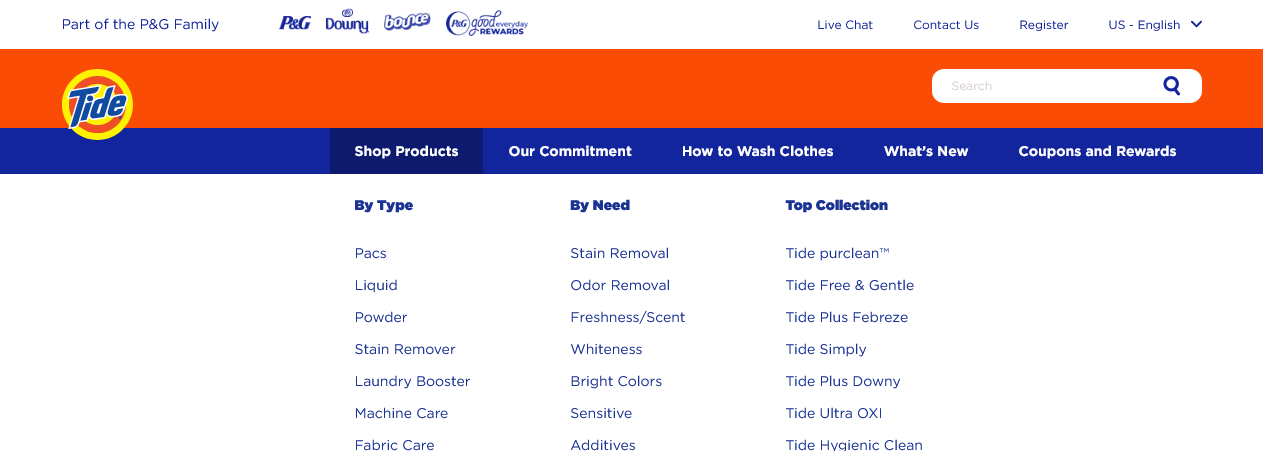 Part of the P&G Family P&G Downy bounce P&G good everyday REWARDS Live Chat Contact Us Register US - English
Tide Search
Shop Products Our Commitment How to Wash Clothes What's New Coupons and Rewards
By Type By Need Top Collection
Pacs Stain Removal Tide purclean™
Liquid Odor Removal Tide Free & Gentle
Powder Freshness/Scent Tide Plus Febreze
Stain Remover Whiteness Tide Simply
Laundry Booster Bright Colors Tide Plus Downy
Machine Care Sensitive Tide Ultra OXI
Fabric Care Additives Tide Hygienic Clean